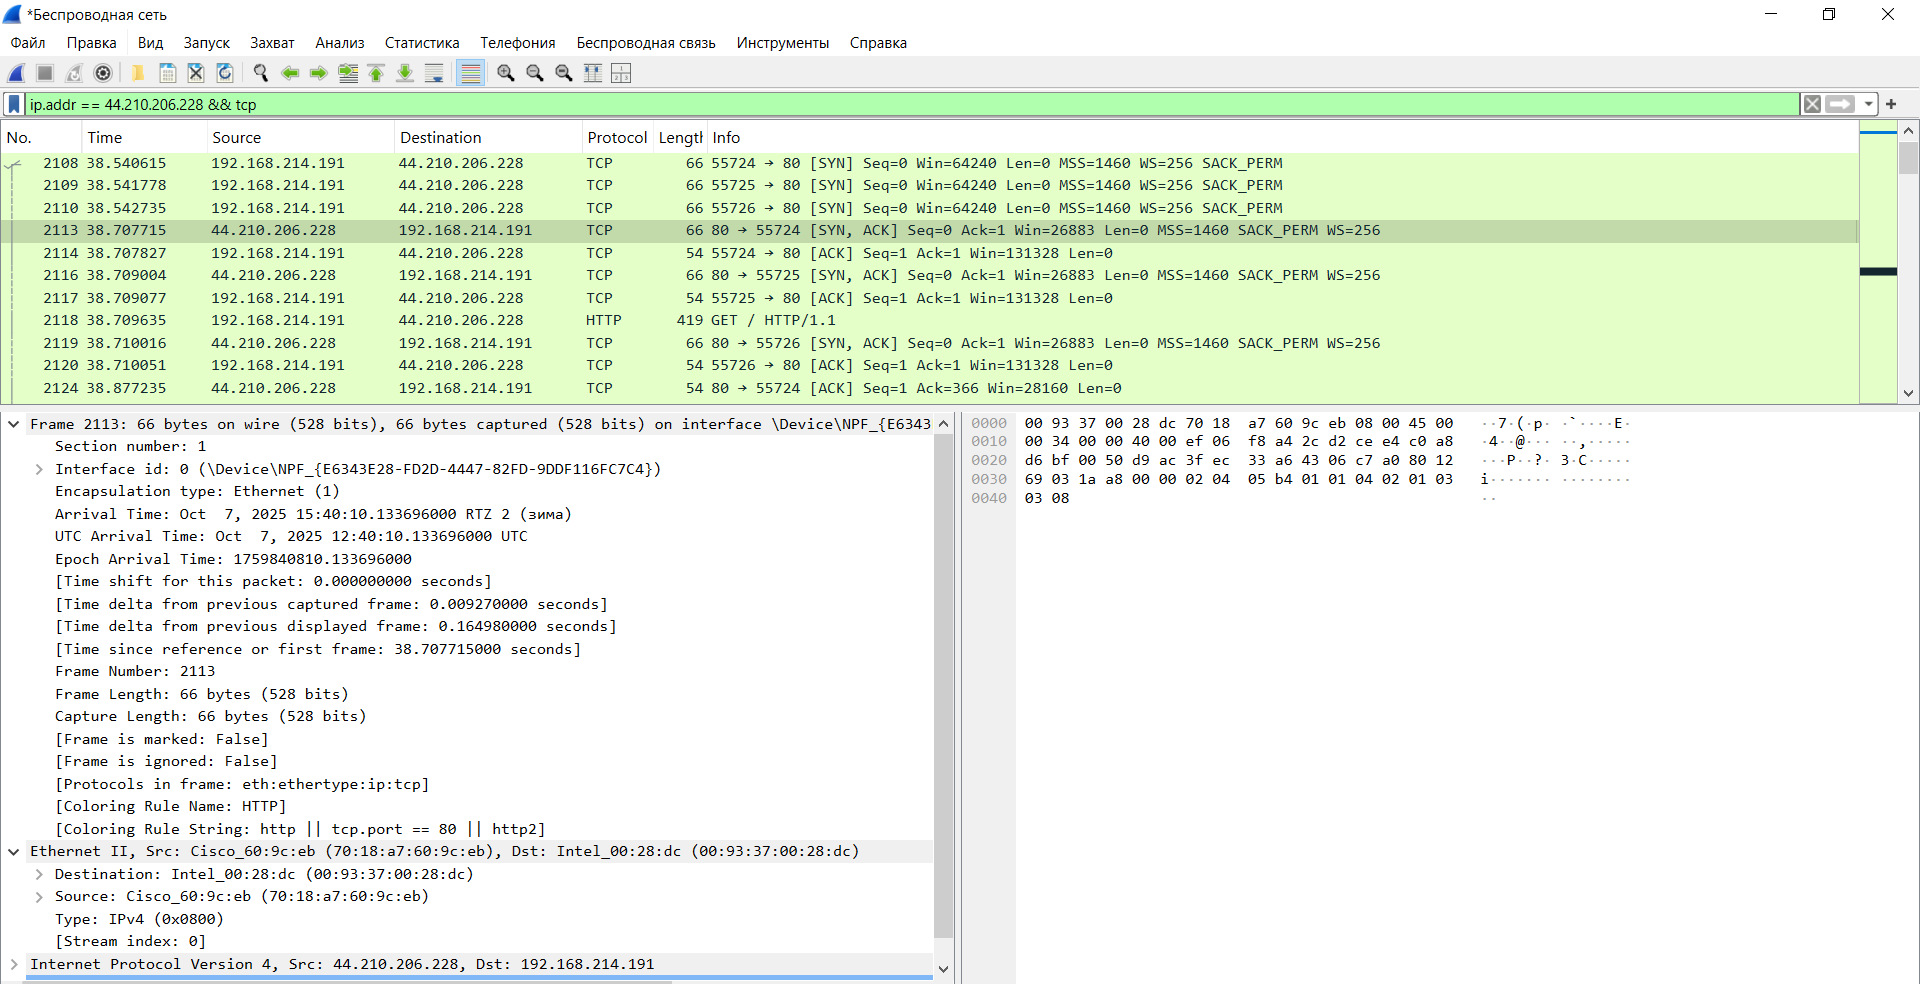 *Беспроводная сеть
Файл Правка Вид Запуск Захват Анализ Статистика Телефония Беспроводная связь Инструменты Справка
ip.addr == 44.210.206.228 && tcp
No. Time Source Destination Protocol Length Info
2108 38.540615 192.168.214.191 44.210.206.228 TCP 66 55724 → 80 [SYN] Seq=0 Win=64240 Len=0 MSS=1460 WS=256 SACK_PERM
2109 38.541778 192.168.214.191 44.210.206.228 TCP 66 55725 → 80 [SYN] Seq=0 Win=64240 Len=0 MSS=1460 WS=256 SACK_PERM
2110 38.542735 192.168.214.191 44.210.206.228 TCP 66 55726 → 80 [SYN] Seq=0 Win=64240 Len=0 MSS=1460 WS=256 SACK_PERM
2113 38.707715 44.210.206.228 192.168.214.191 TCP 66 80 → 55724 [SYN, ACK] Seq=0 Ack=1 Win=26883 Len=0 MSS=1460 SACK_PERM WS=256
2114 38.707827 192.168.214.191 44.210.206.228 TCP 54 55724 → 80 [ACK] Seq=1 Ack=1 Win=131328 Len=0
2116 38.709004 44.210.206.228 192.168.214.191 TCP 66 80 → 55725 [SYN, ACK] Seq=0 Ack=1 Win=26883 Len=0 MSS=1460 SACK_PERM WS=256
2117 38.709077 192.168.214.191 44.210.206.228 TCP 54 55725 → 80 [ACK] Seq=1 Ack=1 Win=131328 Len=0
2118 38.709635 192.168.214.191 44.210.206.228 HTTP 419 GET / HTTP/1.1
2119 38.710016 44.210.206.228 192.168.214.191 TCP 66 80 → 55726 [SYN, ACK] Seq=0 Ack=1 Win=26883 Len=0 MSS=1460 SACK_PERM WS=256
2120 38.710051 192.168.214.191 44.210.206.228 TCP 54 55726 → 80 [ACK] Seq=1 Ack=1 Win=131328 Len=0
2124 38.877235 44.210.206.228 192.168.214.191 TCP 54 80 → 55724 [ACK] Seq=1 Ack=366 Win=28160 Len=0
Frame 2113: 66 bytes on wire (528 bits), 66 bytes captured (528 bits) on interface \Device\NPF_{E6343
Section number: 1
Interface id: 0 (\Device\NPF_{E6343E28-FD2D-4447-82FD-9DDF116FC7C4})
Encapsulation type: Ethernet (1)
Arrival Time: Oct  7, 2025 15:40:10.133696000 RTZ 2 (зима)
UTC Arrival Time: Oct  7, 2025 12:40:10.133696000 UTC
Epoch Arrival Time: 1759840810.133696000
[Time shift for this packet: 0.000000000 seconds]
[Time delta from previous captured frame: 0.009270000 seconds]
[Time delta from previous displayed frame: 0.164980000 seconds]
[Time since reference or first frame: 38.707715000 seconds]
Frame Number: 2113
Frame Length: 66 bytes (528 bits)
Capture Length: 66 bytes (528 bits)
[Frame is marked: False]
[Frame is ignored: False]
[Protocols in frame: eth:ethertype:ip:tcp]
[Coloring Rule Name: HTTP]
[Coloring Rule String: http || tcp.port == 80 || http2]
Ethernet II, Src: Cisco_60:9c:eb (70:18:a7:60:9c:eb), Dst: Intel_00:28:dc (00:93:37:00:28:dc)
Destination: Intel_00:28:dc (00:93:37:00:28:dc)
Source: Cisco_60:9c:eb (70:18:a7:60:9c:eb)
Type: IPv4 (0x0800)
[Stream index: 0]
Internet Protocol Version 4, Src: 44.210.206.228, Dst: 192.168.214.191
0000 00 93 37 00 28 dc 70 18 a7 60 9c eb 08 00 45 00 ··7·(·p· ·`····E·
0010 00 34 00 00 40 00 ef 06 f8 a4 2c d2 ce e4 c0 a8 ·4··@··· ··,·····
0020 d6 bf 00 50 d9 ac 3f ec 33 a6 43 06 c7 a0 80 12 ···P··?· 3·C·····
0030 69 03 1a a8 00 00 02 04 05 b4 01 01 04 02 01 03 i······· ········
0040 03 08 ··